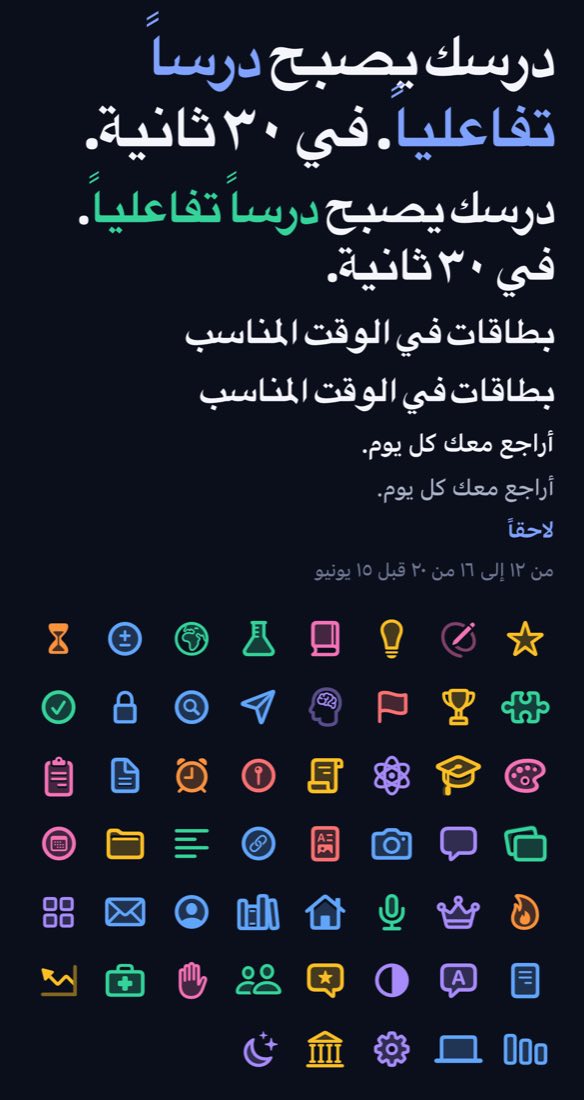 درسك يصبح درساً
تفاعلياً. في ٣٠ ثانية.
درسك يصبح درساً تفاعلياً.
في ٣٠ ثانية.
بطاقات في الوقت المناسب
بطاقات في الوقت المناسب
أراجع معك كل يوم.
أراجع معك كل يوم.
لاحقاً
من ١٢ إلى ١٦ من ٢٠ قبل ١٥ يونيو
A
A